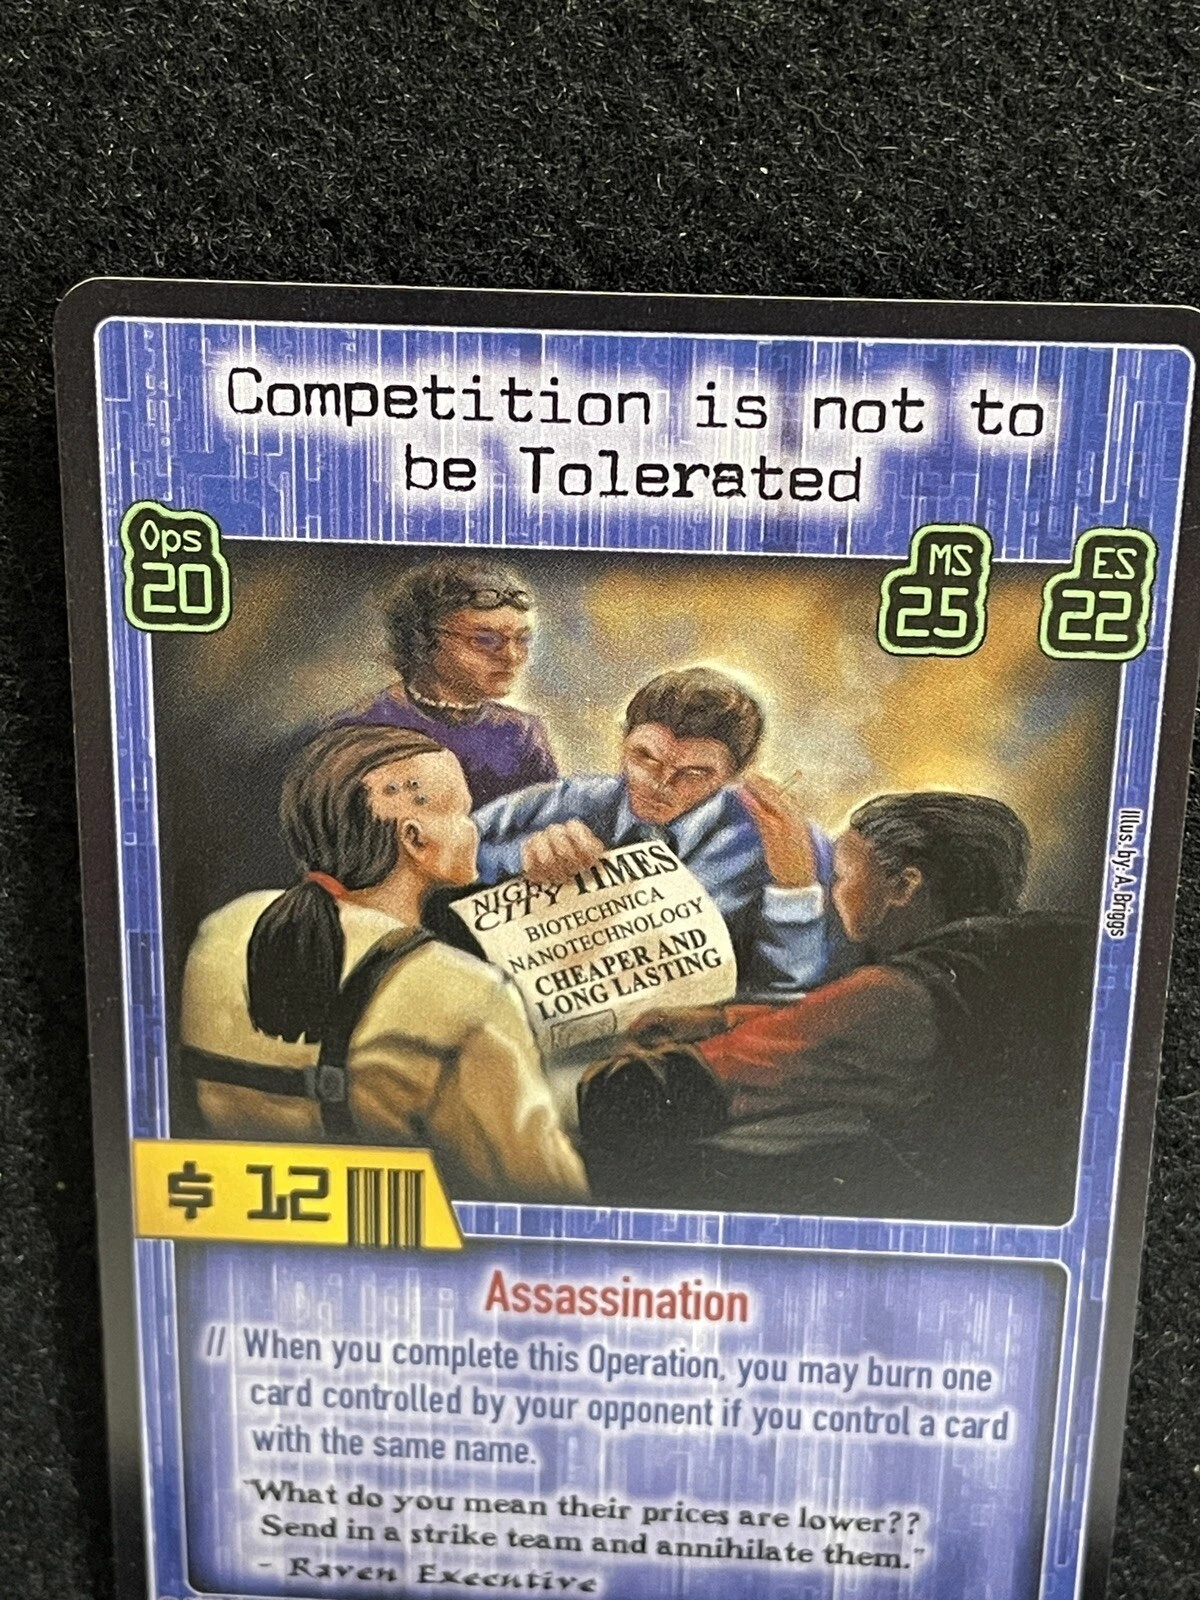 Competition is not to
be Tolerated
Ops
20
MS
25
ES
22
NIGHT
CITY TIMES
BIOTECHNICA
NANOTECHNOLOGY
CHEAPER AND
LONG LASTING
Illus. by: A. Briggs
$ 12
Assassination
// When you complete this Operation, you may burn one
card controlled by your opponent if you control a card
with the same name.
"What do you mean their prices are lower??
Send in a strike team and annihilate them."
- Raven Executive